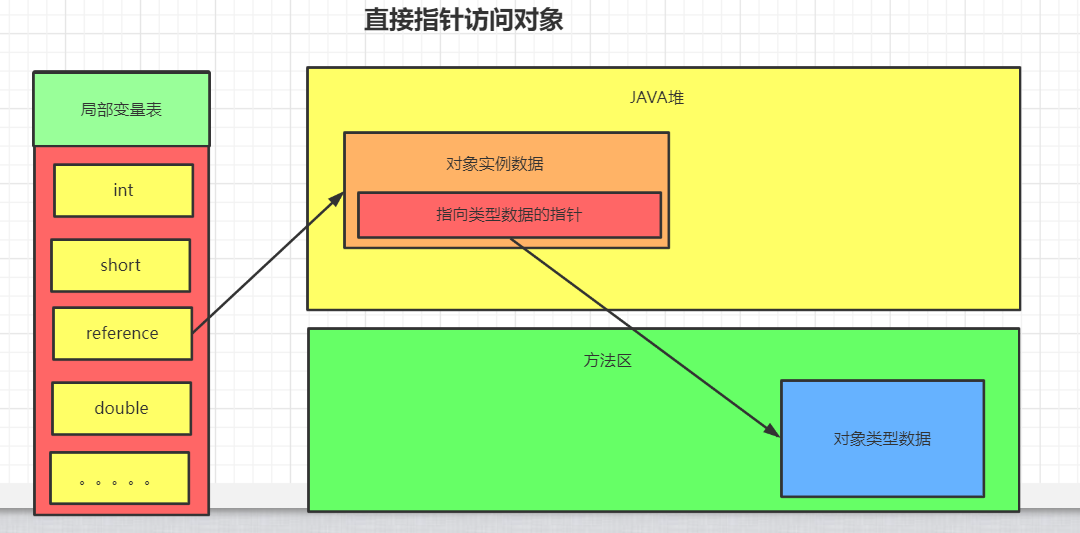 直接指针访问对象
局部变量表
int
short
reference
double
。。。。。
JAVA堆
对象实例数据
指向类型数据的指针
方法区
对象类型数据